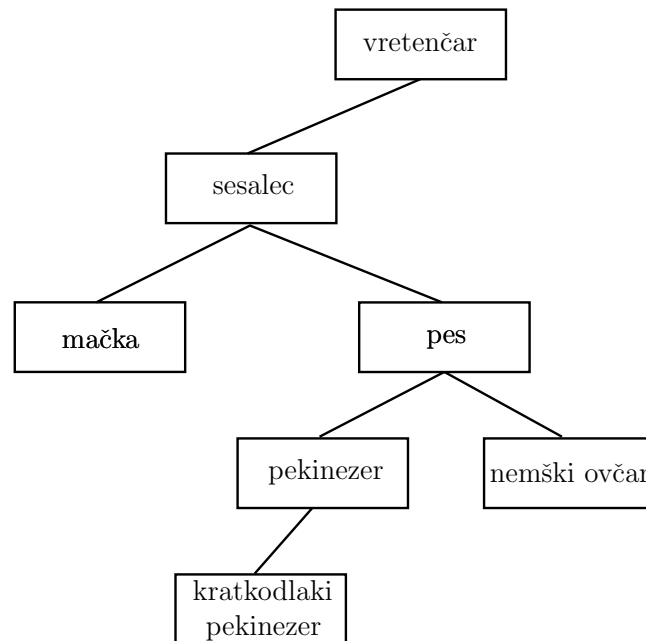 vretenčar
sesalec
mačka
pes
pekinezer
nemški ovčar
kratkodlaki
pekinezer